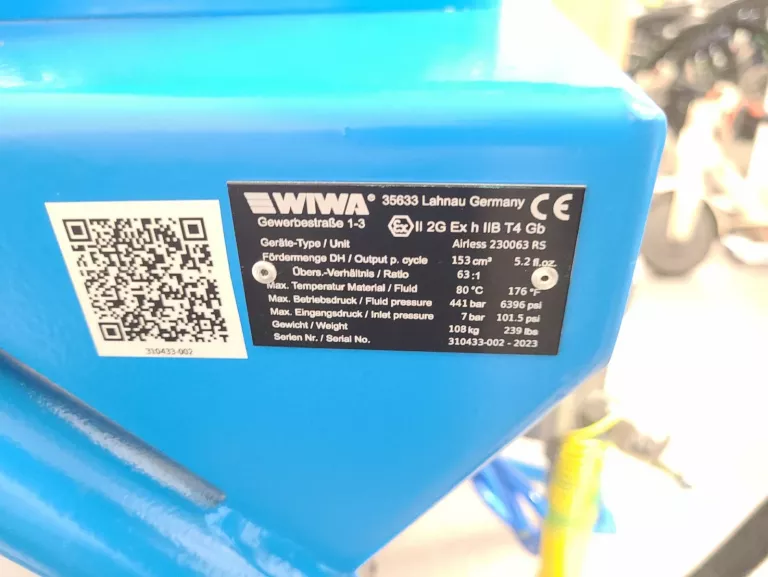 WIWA® 35633 Lahnau Germany CE
Gewerbestraße 1-3 Ex II 2G Ex h IIB T4 Gb
Geräte-Type / Unit Airless 230063 RS
Fördermenge DH / Output p. cycle 153 cm³ 5.2 fl.oz.
Übers.-Verhältnis / Ratio 63:1
Max. Temperatur Material / Fluid 80 °C 176 °F
Max. Betriebsdruck / Fluid pressure 441 bar 6396 psi
Max. Eingangsdruck / Inlet pressure 7 bar 101.5 psi
Gewicht / Weight 108 kg 239 lbs
Serien Nr. / Serial No. 310433-002 - 2023
310433-002